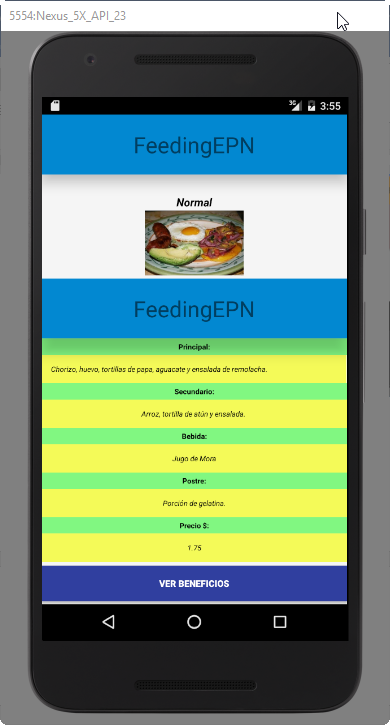 5554:Nexus_5X_API_23
3G 3:55
FeedingEPN
Normal
FeedingEPN
Principal:
Chorizo, huevo, tortillas de papa, aguacate y ensalada de remolacha.
Secundario:
Arroz, tortilla de atún y ensalada.
Bebida:
Jugo de Mora
Postre:
Porción de gelatina.
Precio $:
1.75
VER BENEFICIOS